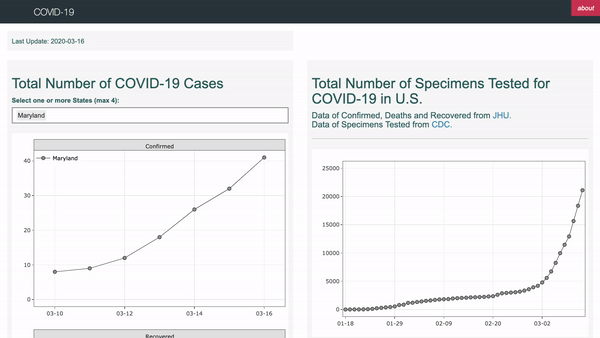 COVID-19
about
Last Update: 2020-03-16
Total Number of COVID-19 Cases
Select one or more States (max 4):
Maryland
Confirmed
Maryland
40
30
20
10
0
03-10
03-12
03-14
03-16
Recovered
Total Number of Specimens Tested for
COVID-19 in U.S.
Data of Confirmed, Deaths and Recovered from JHU.
Data of Specimens Tested from CDC.
25000
20000
15000
10000
5000
0
01-18
01-29
02-09
02-20
03-02